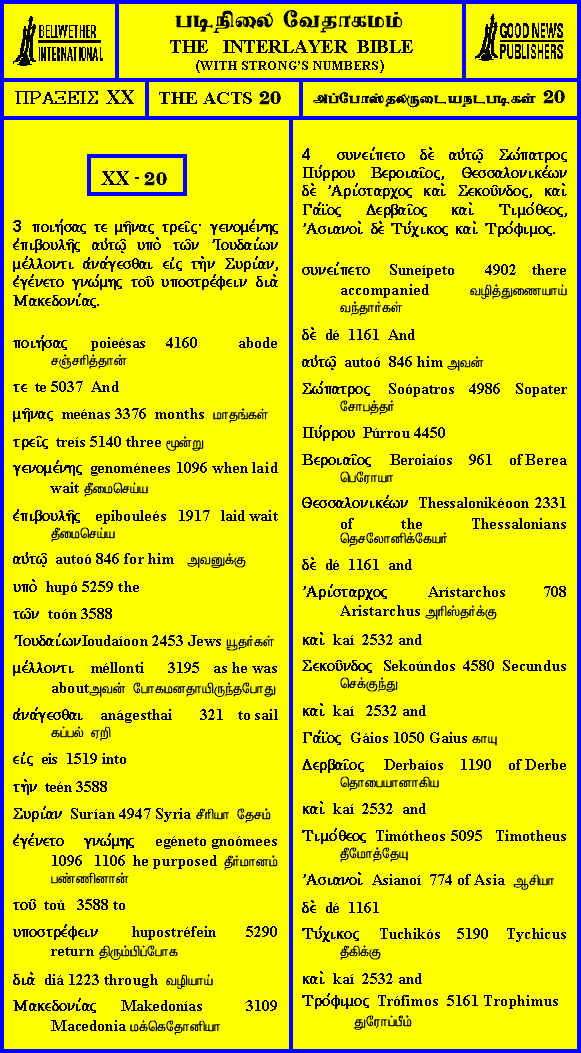 BELLWETHER
INTERNATIONAL
படிநிலை வேதாகமம்
THE INTERLAYER BIBLE
(WITH STRONG'S NUMBERS)
GOOD NEWS
PUBLISHERS
ΠΡΑΞΕΙΣ XX
THE ACTS 20
அப்போஸ்தலருடையநடபடிகள் 20
XX - 20
3 ποιήσας τε μῆνας τρεῖς· γενομένης
ἐπιβουλῆς αὐτῷ ὑπὸ τῶν Ἰουδαίων
μέλλοντι ἀνάγεσθαι εἰς τὴν Συρίαν,
ἐγένετο γνώμης τοῦ υποστρέφειν διὰ
Μακεδονίας.
ποιήσας poieésas 4160 abode
சஞ்சரித்தான்
τε te 5037 And
μῆνας meénas 3376 months மாதங்கள்
τρεῖς treís 5140 three மூன்று
γενομένης genoménees 1096 when laid
wait தீமைசெய்ய
ἐπιβουλῆς epibouleés 1917 laid wait
தீமைசெய்ய
αὐτῷ autoó 846 for him அவனுக்கு
υπὸ hupó 5259 the
τῶν toón 3588
ἸουδαίωνIoudaíoon 2453 Jews யூதர்கள்
μέλλοντι méllonti 3195 as he was
aboutஅவன் போகமனதாயிருந்தபோது
ἀνάγεσθαι anágesthai 321 to sail
கப்பல் ஏறி
εἰς eis 1519 into
τὴν teén 3588
Συρίαν Surían 4947 Syria சீரியா தேசம்
ἐγένετο γνώμης egéneto gnoómees
1096 1106 he purposed தீர்மானம்
பண்ணினான்
τοῦ toú 3588 to
υποστρέφειν hupostréfein 5290
return திரும்பிப்போக
διὰ diá 1223 through வழியாய்
Μακεδονίας Makedonías 3109
Macedonia மக்கெதோனியா
4 συνείπετο δὲ αὐτῷ Σώπατρος
Πύρρου Βεροιαῖος, Θεσσαλονικέων
δὲ Ἀρίσταρχος καὶ Σεκοῦνδος, καὶ
Γάϊος Δερβαῖος καὶ Τιμόθεος,
Ἀσιανοὶ δὲ Τύχικος καὶ Τρόφιμος.
συνείπετο Suneípeto 4902 there
accompanied வழித்துணையாய்
வந்தார்கள்
δὲ dé 1161 And
αὐτῷ autoó 846 him அவன்
Σώπατρος Soópatros 4986 Sopater
சோபத்தர்
Πύρρου Púrrou 4450
Βεροιαῖος Beroiaíos 961 of Berea
பெரோயா
Θεσσαλονικέων Thessalonikéoon 2331
of the Thessalonians
தெசலோனிக்கேயர்
δὲ dé 1161 and
Ἀρίσταρχος Arístarchos 708
Aristarchus அரிஸ்தர்க்கு
καὶ kaí 2532 and
Σεκοῦνδος Sekoúndos 4580 Secundus
செக்குந்து
καὶ kaí 2532 and
Γάϊος Gáios 1050 Gaius காயு
Δερβαῖος Derbaíos 1190 of Derbe
தொபையானாகிய
καὶ kaí 2532 and
Τιμόθεος Timótheos 5095 Timotheus
தீமோத்தேயு
Ἀσιανοὶ Asianoí 774 of Asia ஆசியா
δὲ dé 1161
Τύχικος Tuchikós 5190 Tychicus
தீகிக்கு
καὶ kaí 2532 and
Τρόφιμος Trófimos 5161 Trophimus
துரோப்பீம்